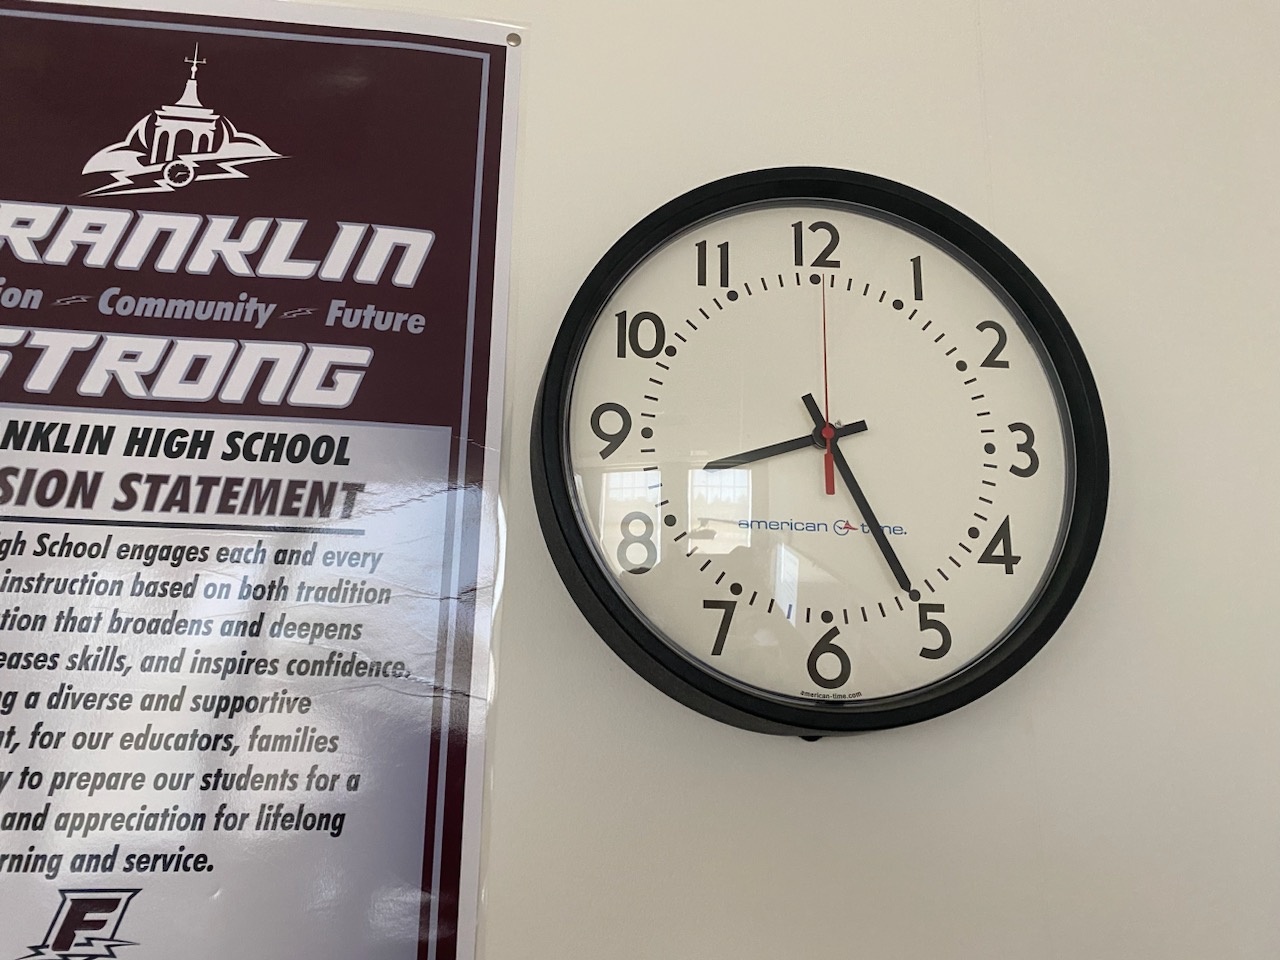 RANKLIN
ion Community Future
STRONG
NKLIN HIGH SCHOOL
SION STATEMENT
gh School engages each and every
instruction based on both tradition
tion that broadens and deepens
eases skills, and inspires confidence.
g a diverse and supportive
t, for our educators, families
y to prepare our students for a
and appreciation for lifelong
rning and service.
F
12
1
2
3
4
5
6
7
8
9
10
11
american time.
american-time.com